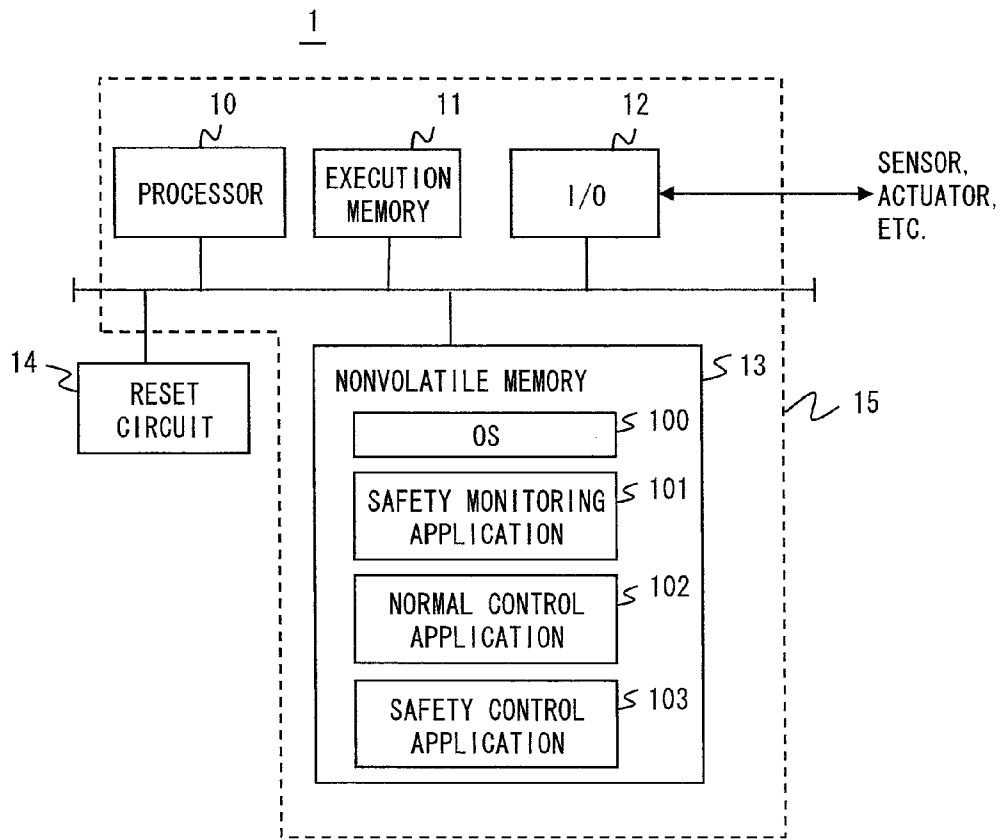 1
10
11
12
PROCESSOR
EXECUTION
MEMORY
I/O
SENSOR,
ACTUATOR,
ETC.
14
RESET
CIRCUIT
13
NONVOLATILE MEMORY
15
OS
100
SAFETY MONITORING
APPLICATION
101
NORMAL CONTROL
APPLICATION
102
SAFETY CONTROL
APPLICATION
103